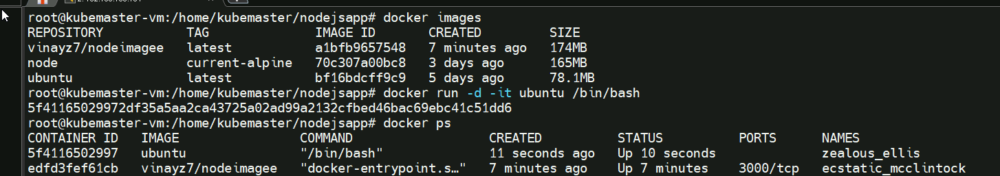 root@kubemaster-vm:/home/kubemaster/nodejsapp# docker images
REPOSITORY TAG IMAGE ID CREATED SIZE
vinayz7/nodeimagee latest a1bfb9657548 7 minutes ago 174MB
node current-alpine 70c307a00bc8 3 days ago 165MB
ubuntu latest bf16bdcff9c9 5 days ago 78.1MB
root@kubemaster-vm:/home/kubemaster/nodejsapp# docker run -d -it ubuntu /bin/bash
5f41165029972df35a5aa2ca43725a02ad99a2132cfbed46bac69ebc41c51dd6
root@kubemaster-vm:/home/kubemaster/nodejsapp# docker ps
CONTAINER ID IMAGE COMMAND CREATED STATUS PORTS NAMES
5f4116502997 ubuntu "/bin/bash" 11 seconds ago Up 10 seconds zealous_ellis
edfd3fef61cb vinayz7/nodeimagee "docker-entrypoint.s…" 7 minutes ago Up 7 minutes 3000/tcp ecstatic_mcclintock